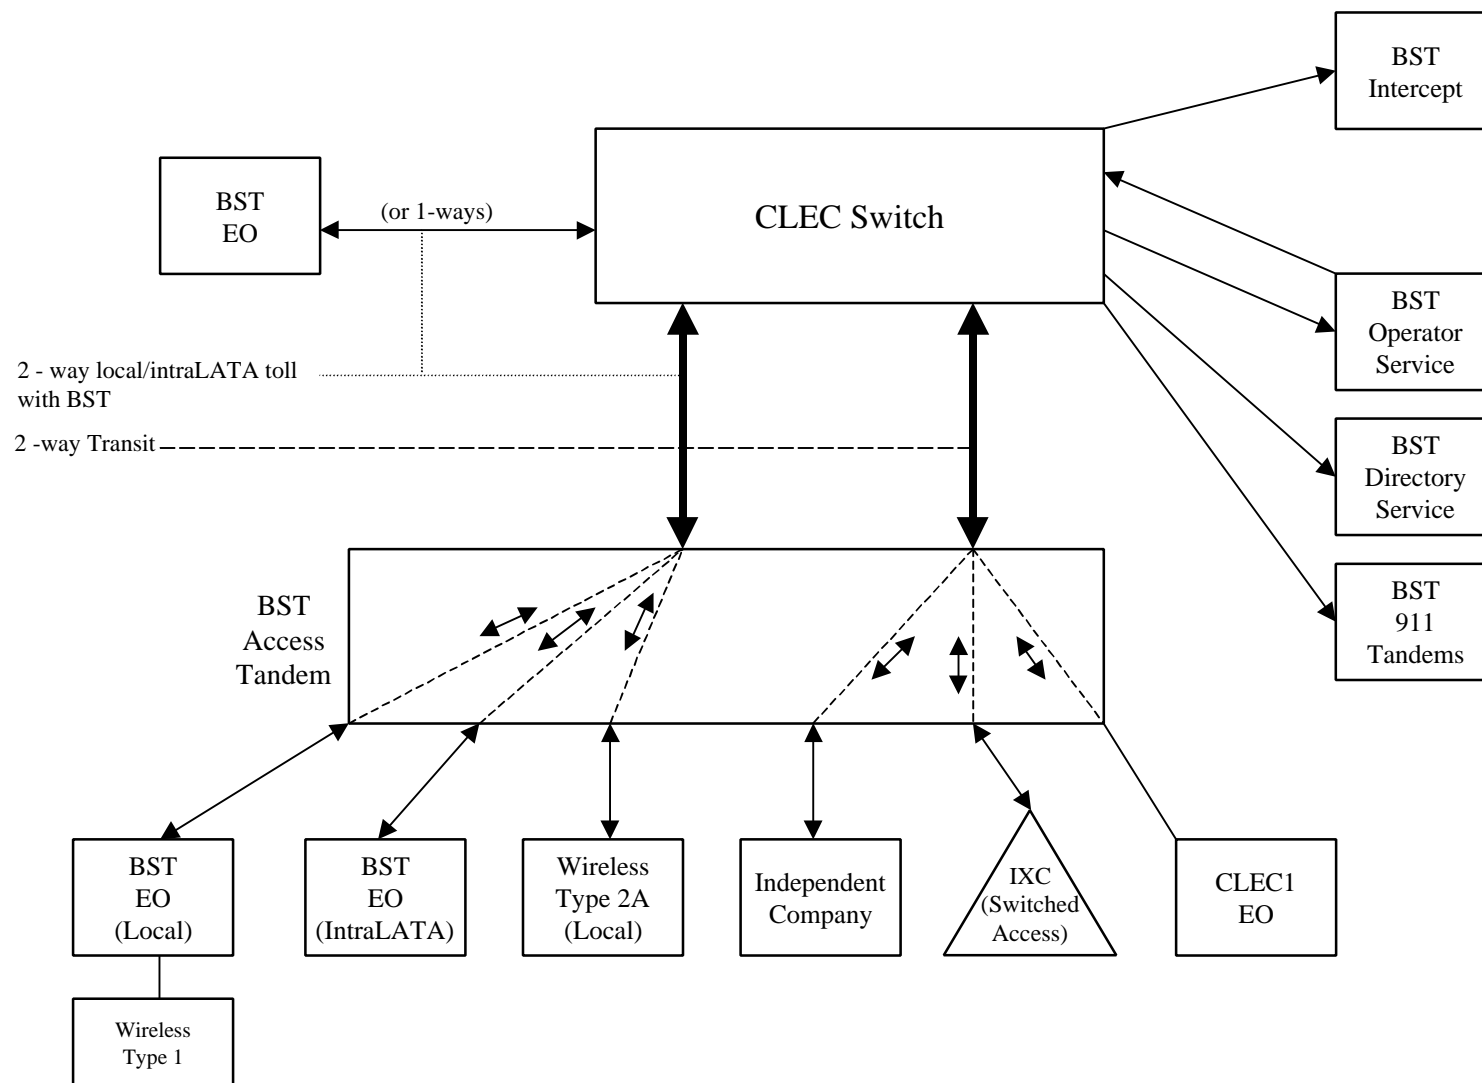 BST
Intercept
CLEC Switch
BST
EO
(or 1-ways)
BST
Operator
Service
2 - way local/intraLATA toll
with BST
2 -way Transit
BST
Directory
Service
BST
911
Tandems
BST
Access
Tandem
BST
EO
(Local)
BST
EO
(IntraLATA)
Wireless
Type 2A
(Local)
Independent
Company
IXC
(Switched
Access)
CLEC1
EO
Wireless
Type 1